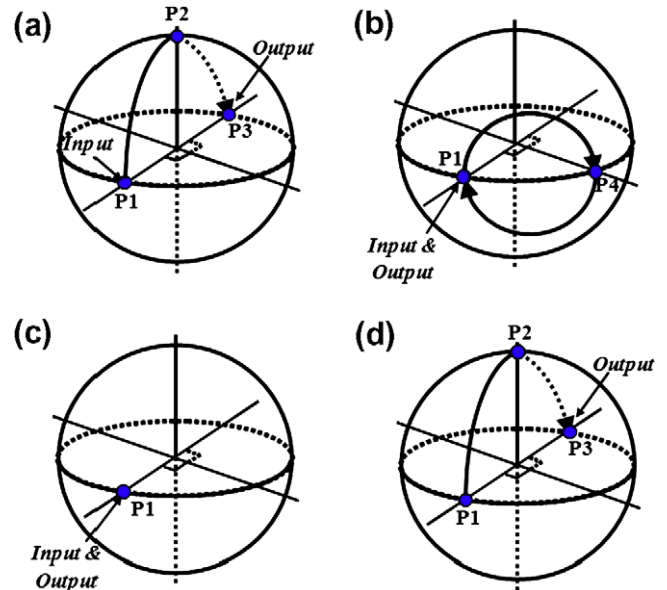 (a)
P2
Output
Input
P3
P1
(b)
P1
P4
Input &
Output
(c)
P1
Input &
Output
(d)
P2
Output
P3
P1